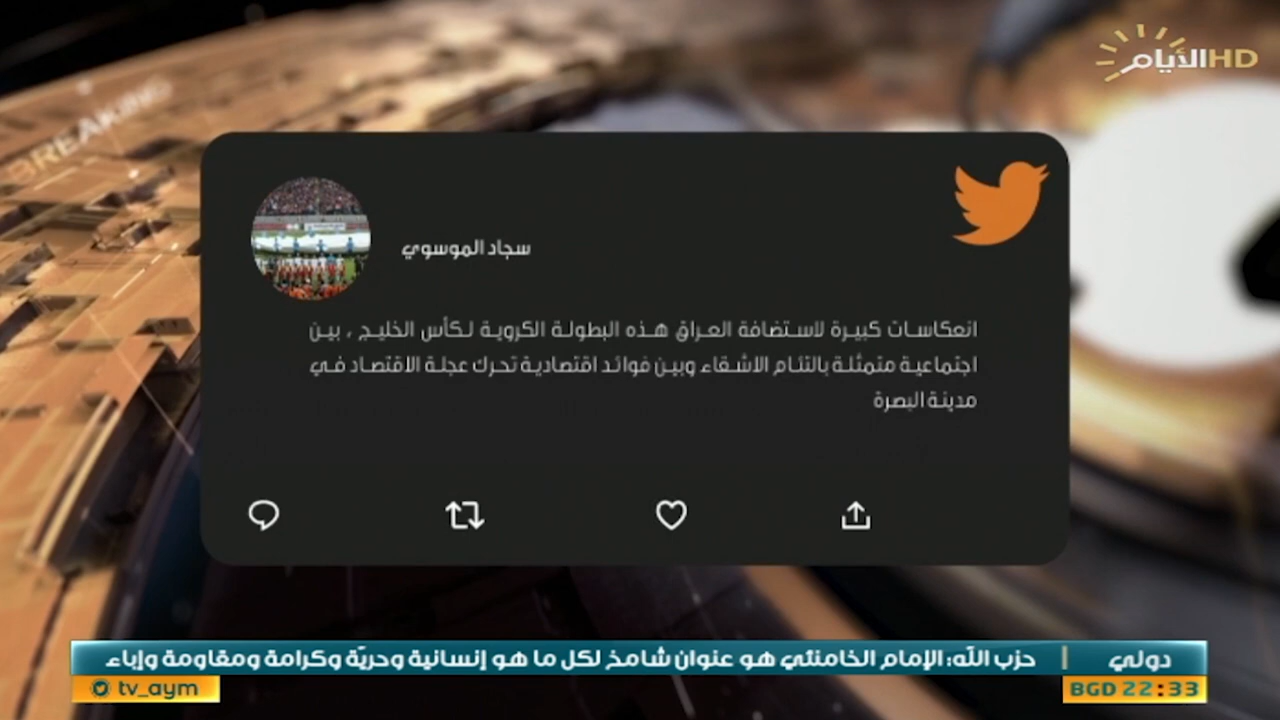 الأيام HD
BREAKING
سجاد الموسوي
انعكاسات كبيرة لاستضافة العراق هذه البطولة الكروية لكأس الخليج ، بين
اجتماعية متمثلة بالتئام الاشقاء وبين فوائد اقتصادية تحرك عجلة الاقتصاد في
مدينة البصرة
دولي | حزب الله: الإمام الخامنئي هو عنوان شامخ لكل ما هو إنسانية وحريّة وكرامة ومقاومة وإباء
BGD 22:33
tv_aym